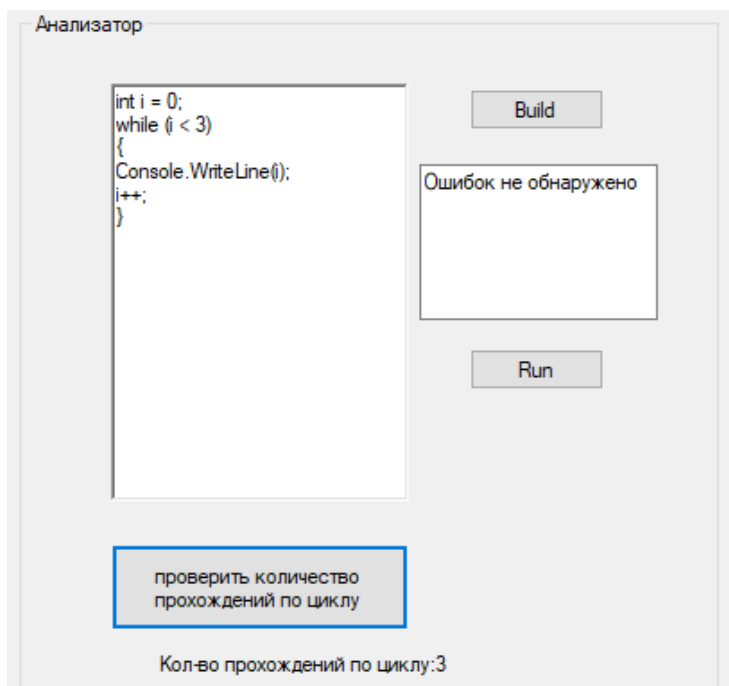 Анализатор
int i = 0;
while (i < 3)
{
Console.WriteLine(i);
i++;
}
Build
Ошибок не обнаружено
Run
проверить количество
прохождений по циклу
Кол-во прохождений по циклу:3